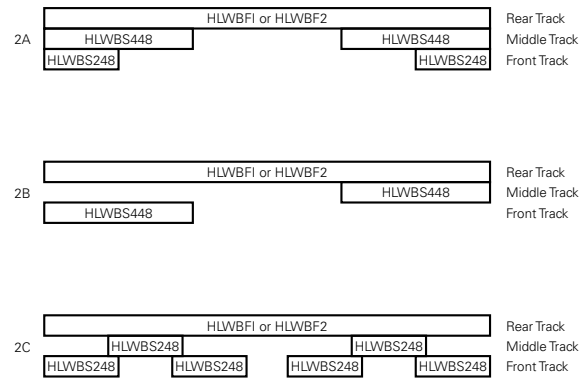 HLWBFI or HLWBF2 Rear Track
2A HLWBS448 HLWBS448 Middle Track
HLWBS248 HLWBS248 Front Track
HLWBFI or HLWBF2 Rear Track
2B HLWBS448 Middle Track
HLWBS448 Front Track
HLWBFI or HLWBF2 Rear Track
2C HLWBS248 HLWBS248 Middle Track
HLWBS248 HLWBS248 HLWBS248 HLWBS248 Front Track